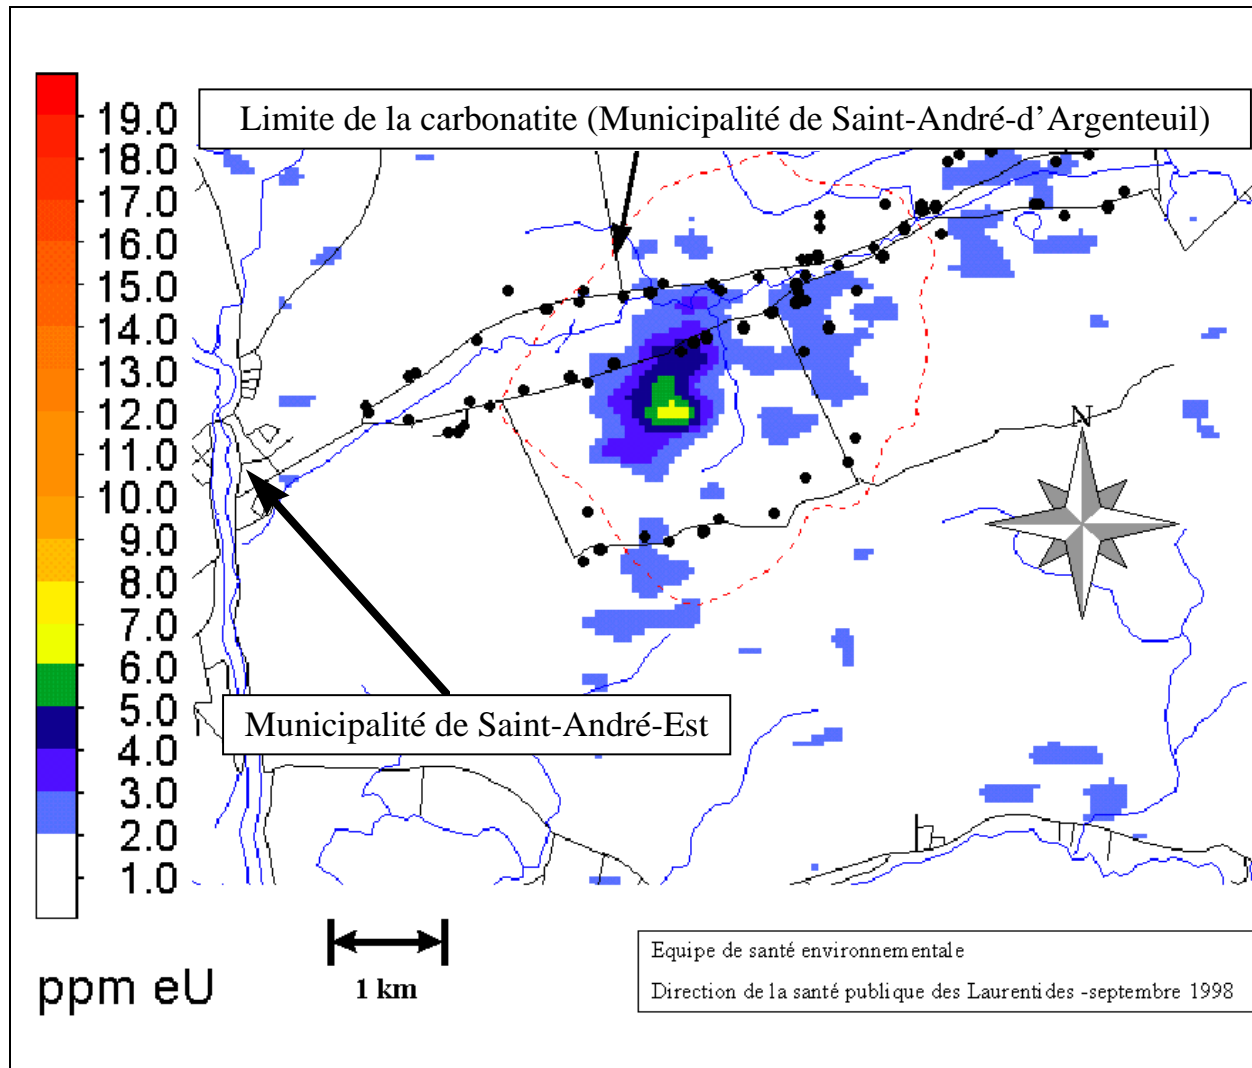 Limite de la carbonatite (Municipalité de Saint-André-d'Argenteuil)
19.0
18.0
17.0
16.0
15.0
14.0
13.0
12.0
11.0
10.0
9.0
8.0
7.0
6.0
5.0
4.0
3.0
2.0
1.0
ppm eU
N
Municipalité de Saint-André-Est
1 km
Equipe de santé environnementale
Direction de la santé publique des Laurentides -septembre 1998